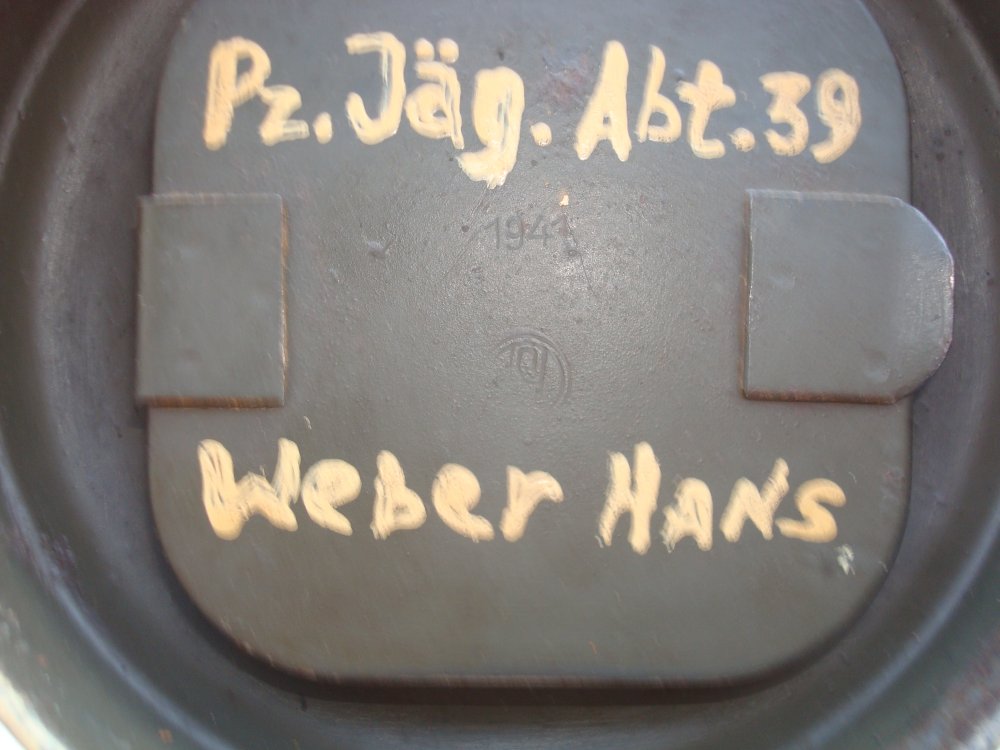 Pz. Jäg. Abt. 39
1941
Weber Hans